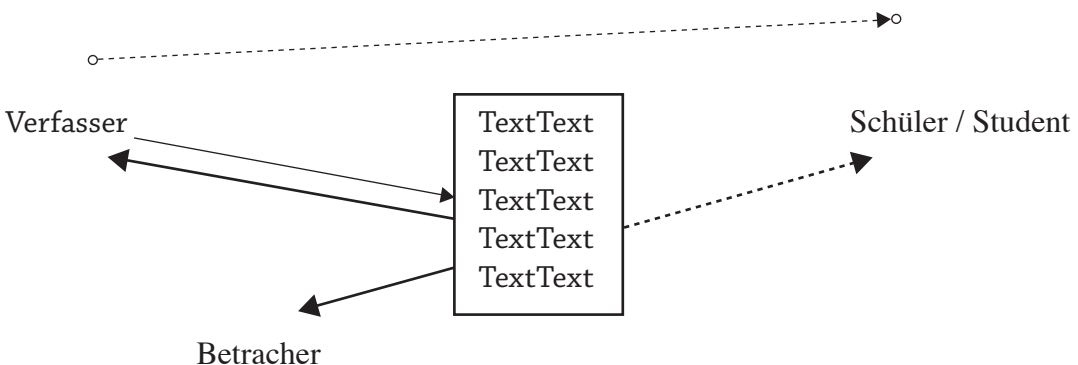 Verfasser
TextText
TextText
TextText
TextText
TextText
Schüler / Student
Betracher